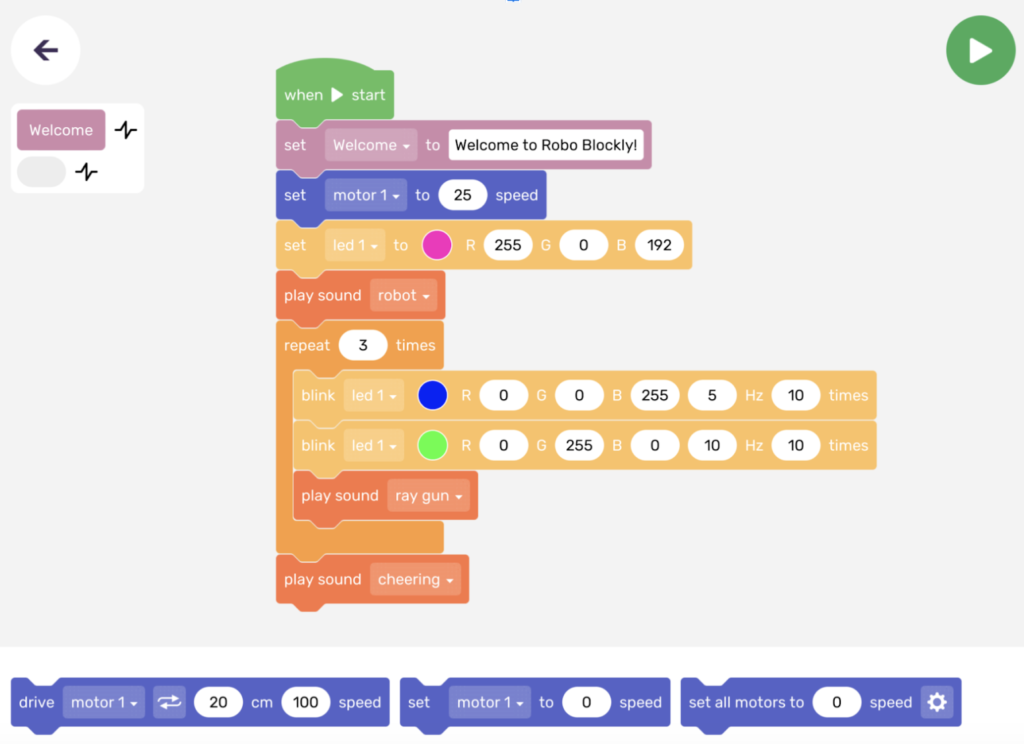 when start
Welcome
set Welcome to Welcome to Robo Blockly!
set motor 1 to 25 speed
set led 1 to R 255 G 0 B 192
play sound robot
repeat 3 times
blink led 1 R 0 G 0 B 255 5 Hz 10 times
blink led 1 R 0 G 255 B 0 10 Hz 10 times
play sound ray gun
play sound cheering
drive motor 1 20 cm 100 speed
set motor 1 to 0 speed
set all motors to 0 speed